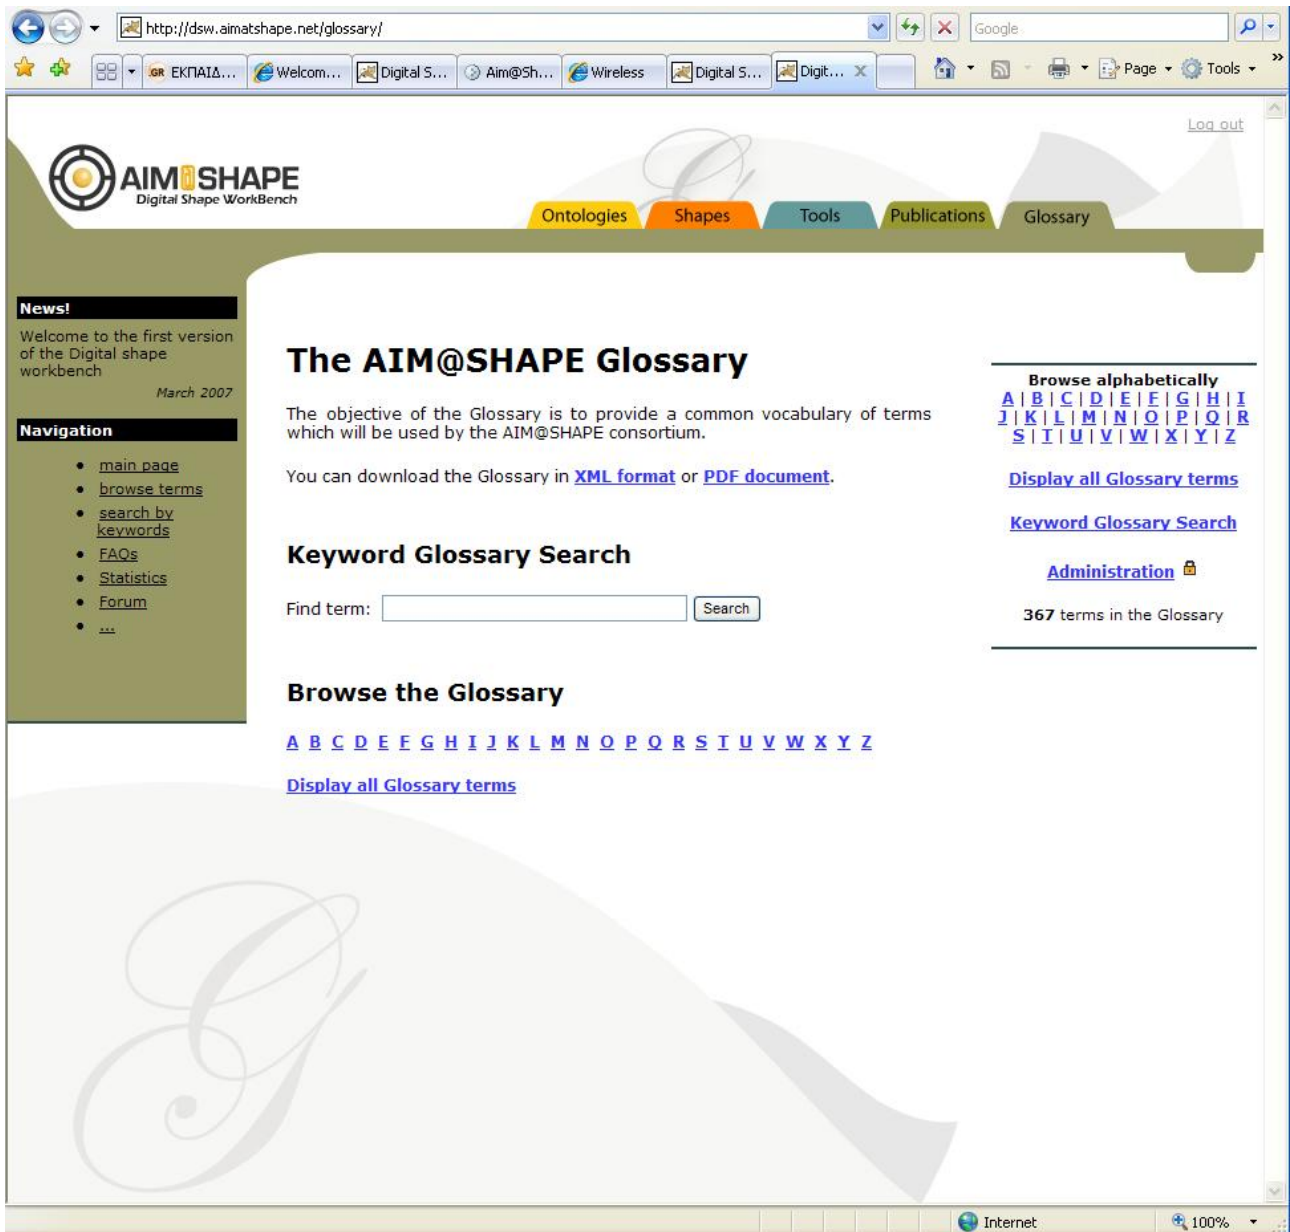 http://dsw.aimatshape.net/glossary/
Google
GR ΕΚΠΑΙΔ... Welcom... Digital S... Aim@Sh... Wireless Digital S... Digit... X Page Tools »
Log out
AIM@SHAPE
Digital Shape WorkBench
Ontologies Shapes Tools Publications Glossary
News!
Welcome to the first version
of the Digital shape
workbench
March 2007
Navigation
main page
browse terms
search by
keywords
FAQs
Statistics
Forum
...
The AIM@SHAPE Glossary
The objective of the Glossary is to provide a common vocabulary of terms
which will be used by the AIM@SHAPE consortium.
You can download the Glossary in XML format or PDF document.
Keyword Glossary Search
Find term: Search
Browse the Glossary
A B C D E F G H I J K L M N O P Q R S T U V W X Y Z
Display all Glossary terms
Browse alphabetically
A | B | C | D | E | F | G | H | I
J | K | L | M | N | O | P | Q | R
S | T | U | V | W | X | Y | Z
Display all Glossary terms
Keyword Glossary Search
Administration
367 terms in the Glossary
G
G
Internet 100%